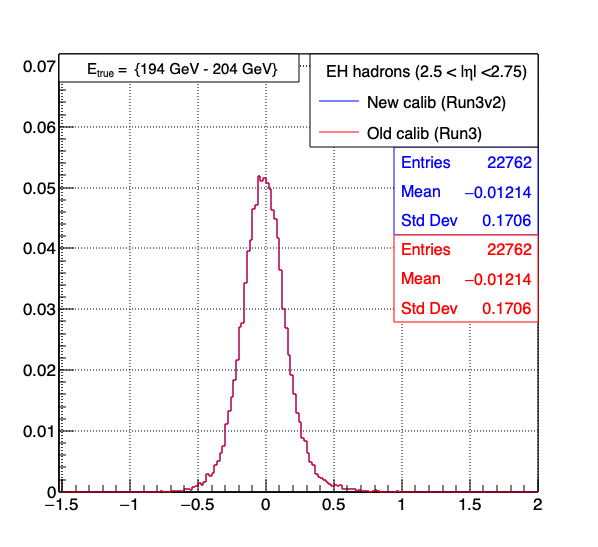 E_true = {194 GeV - 204 GeV}
EH hadrons (2.5 < |η| <2.75)
New calib (Run3v2)
Old calib (Run3)
Entries 22762
Mean −0.01214
Std Dev 0.1706
Entries 22762
Mean −0.01214
Std Dev 0.1706
0.07
0.06
0.05
0.04
0.03
0.02
0.01
0
−1.5 −1 −0.5 0 0.5 1 1.5 2